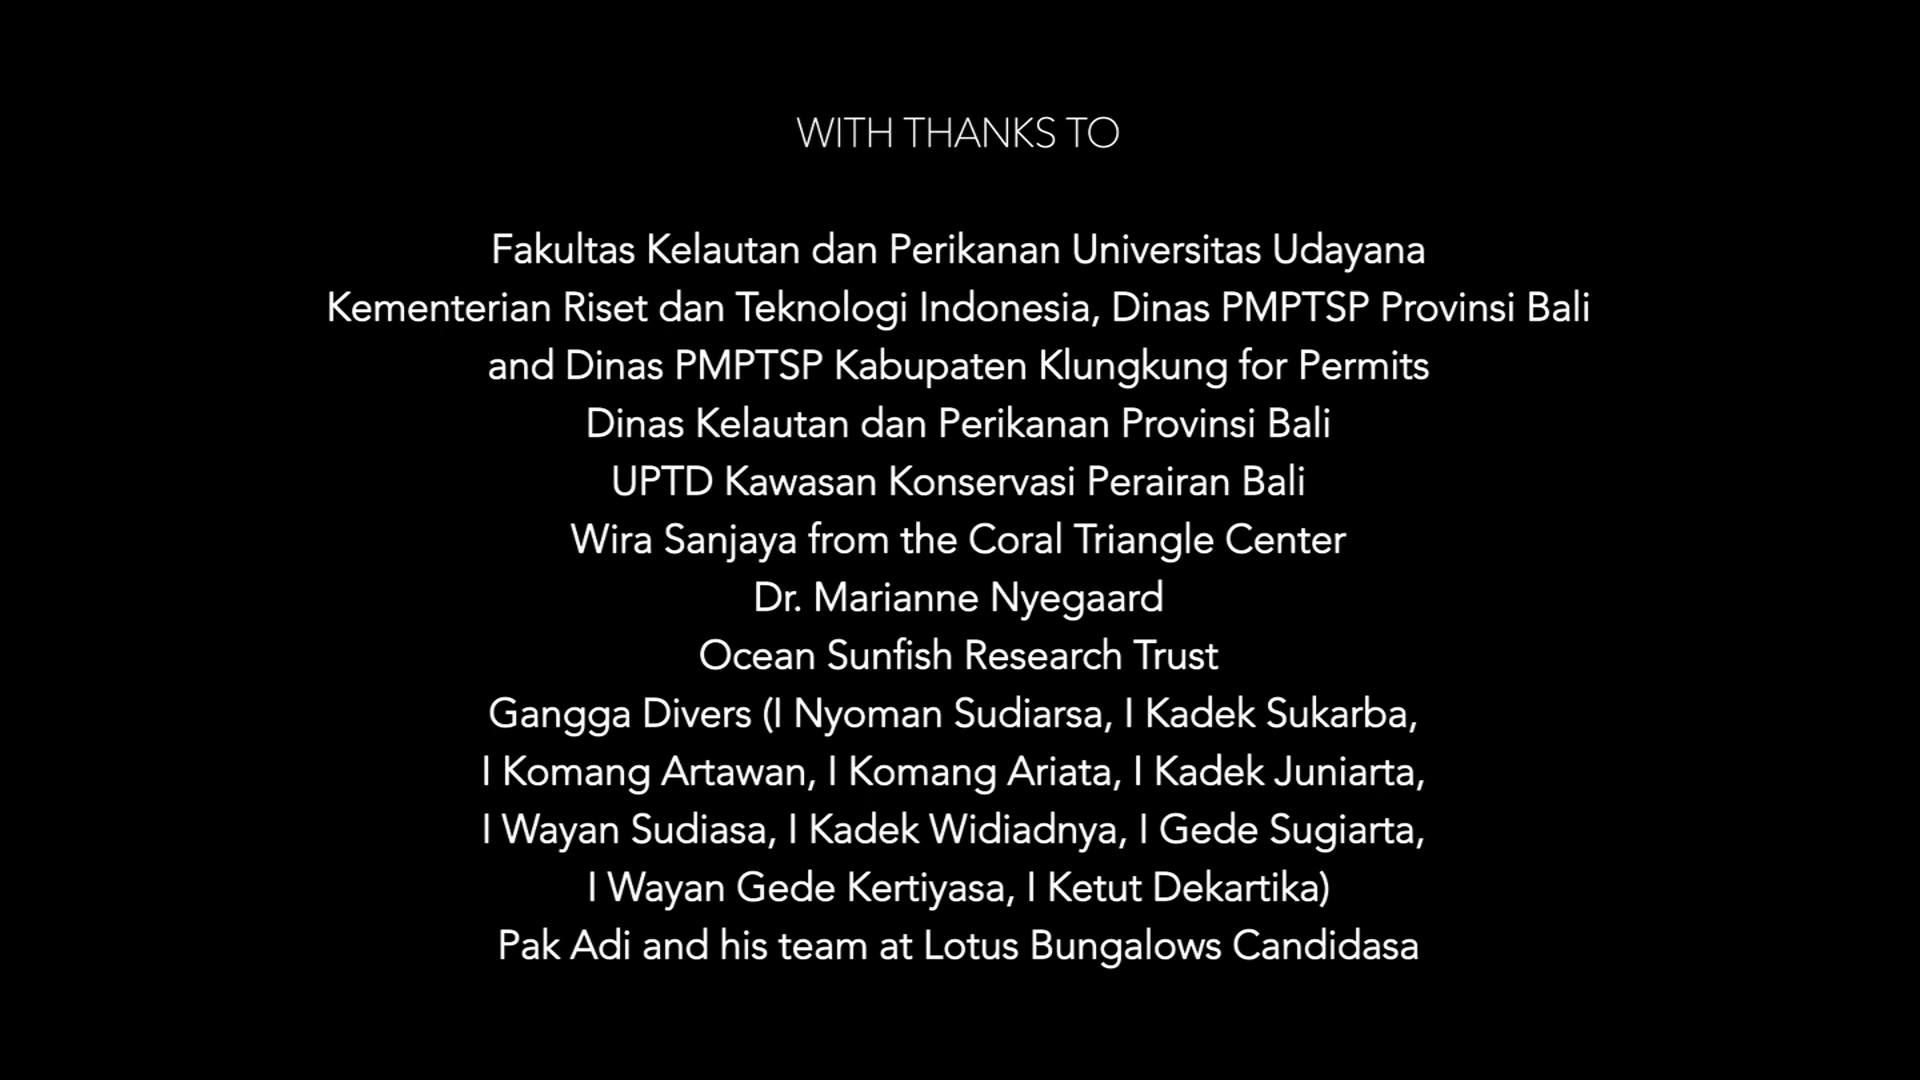 WITH THANKS TO
Fakultas Kelautan dan Perikanan Universitas Udayana
Kementerian Riset dan Teknologi Indonesia, Dinas PMPTSP Provinsi Bali
and Dinas PMPTSP Kabupaten Klungkung for Permits
Dinas Kelautan dan Perikanan Provinsi Bali
UPTD Kawasan Konservasi Perairan Bali
Wira Sanjaya from the Coral Triangle Center
Dr. Marianne Nyegaard
Ocean Sunfish Research Trust
Gangga Divers (I Nyoman Sudiarsa, I Kadek Sukarba,
I Komang Artawan, I Komang Ariata, I Kadek Juniarta,
I Wayan Sudiasa, I Kadek Widiadnya, I Gede Sugiarta,
I Wayan Gede Kertiyasa, I Ketut Dekartika)
Pak Adi and his team at Lotus Bungalows Candidasa